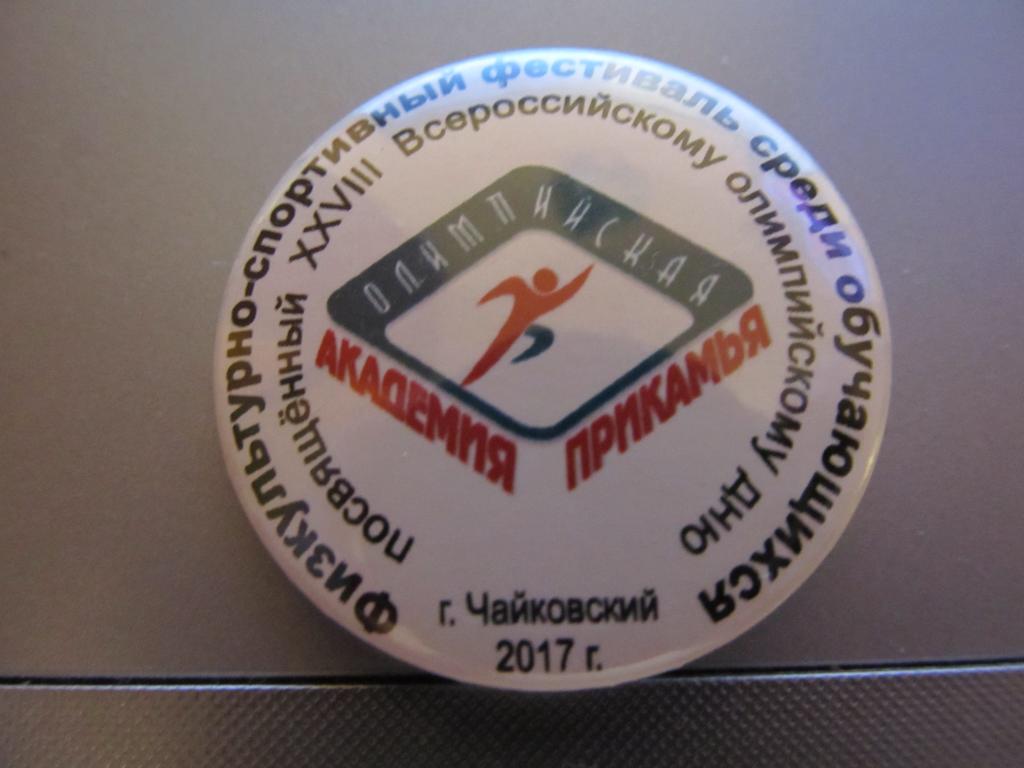 Физкультурно-спортивный фестиваль среди обучающихся
посвящённый XXVIII Всероссийскому олимпийскому дню
ОЛИМПИЙСКАЯ
АКАДЕМИЯ ПРИКАМЬЯ
г. Чайковский
2017 г.